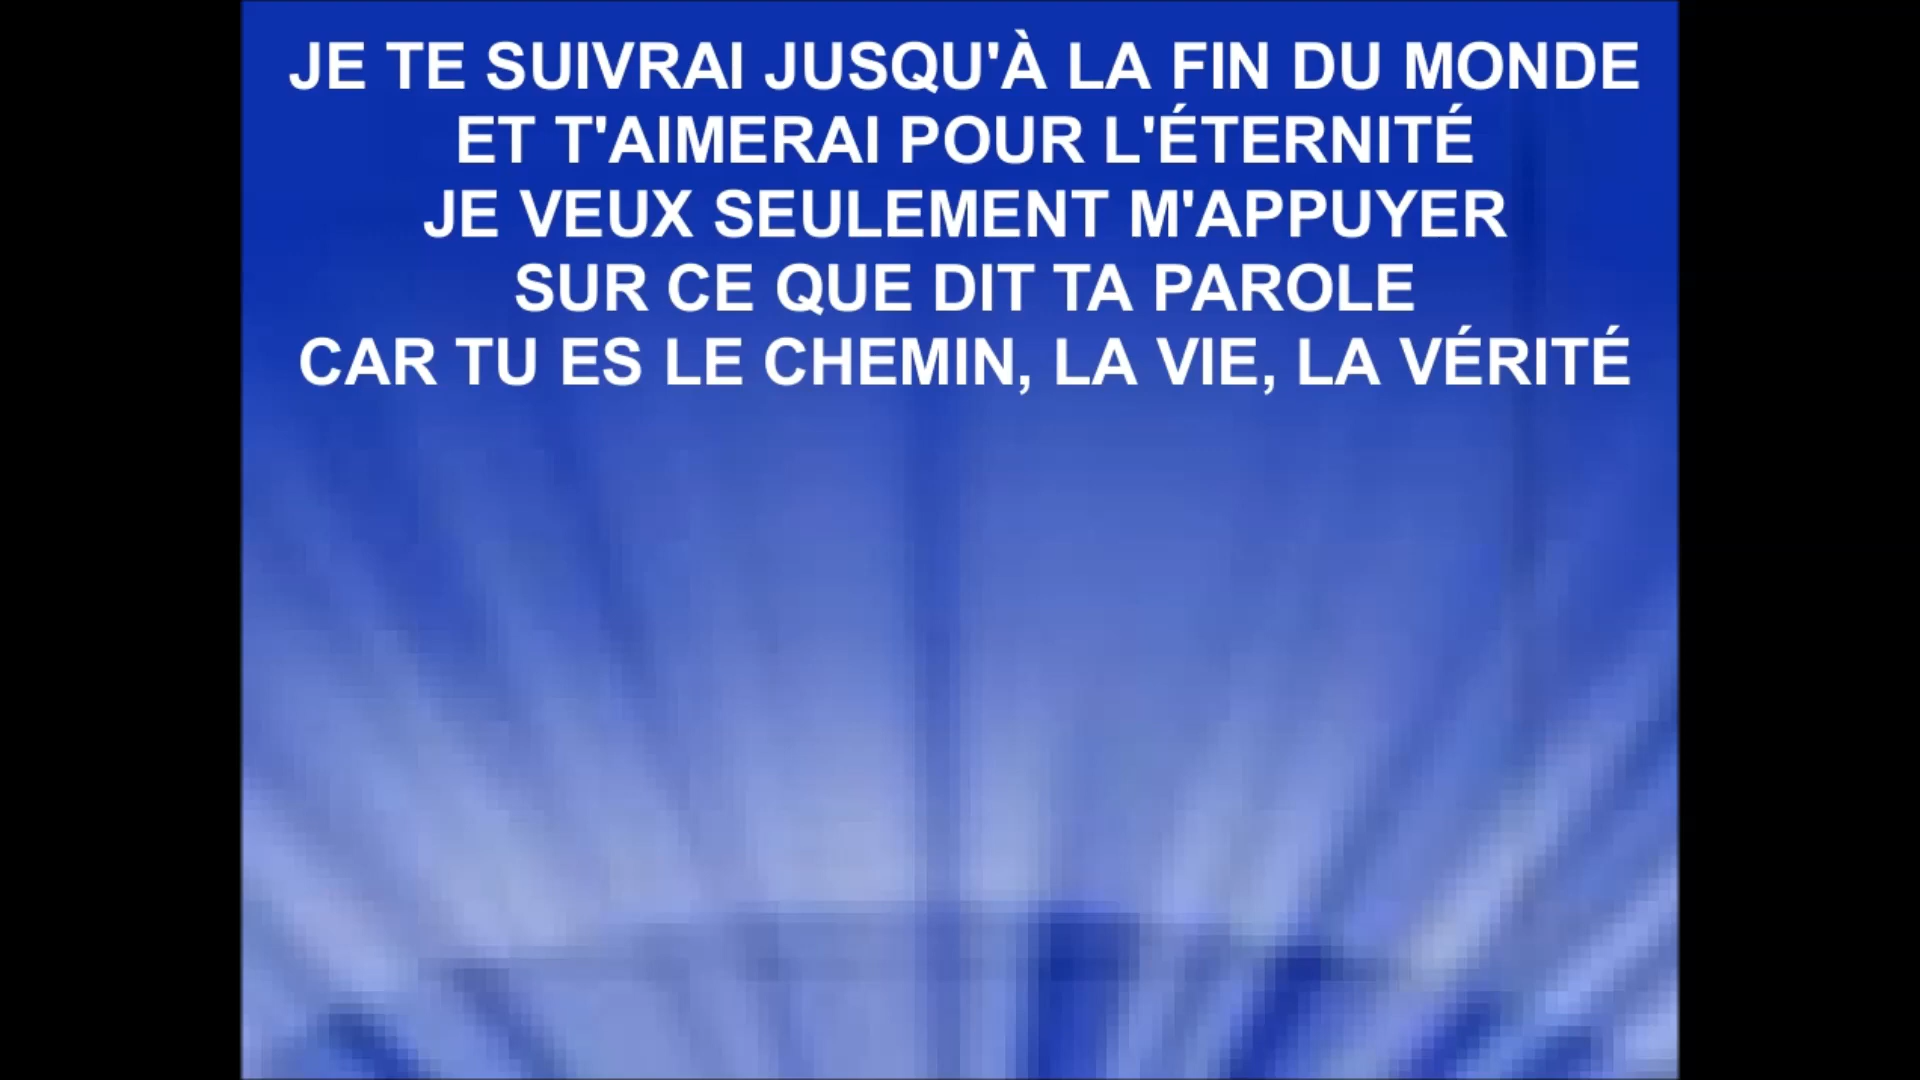 JE TE SUIVRAI JUSQU'À LA FIN DU MONDE
ET T'AIMERAI POUR L'ÉTERNITÉ
JE VEUX SEULEMENT M'APPUYER
SUR CE QUE DIT TA PAROLE
CAR TU ES LE CHEMIN, LA VIE, LA VÉRITÉ